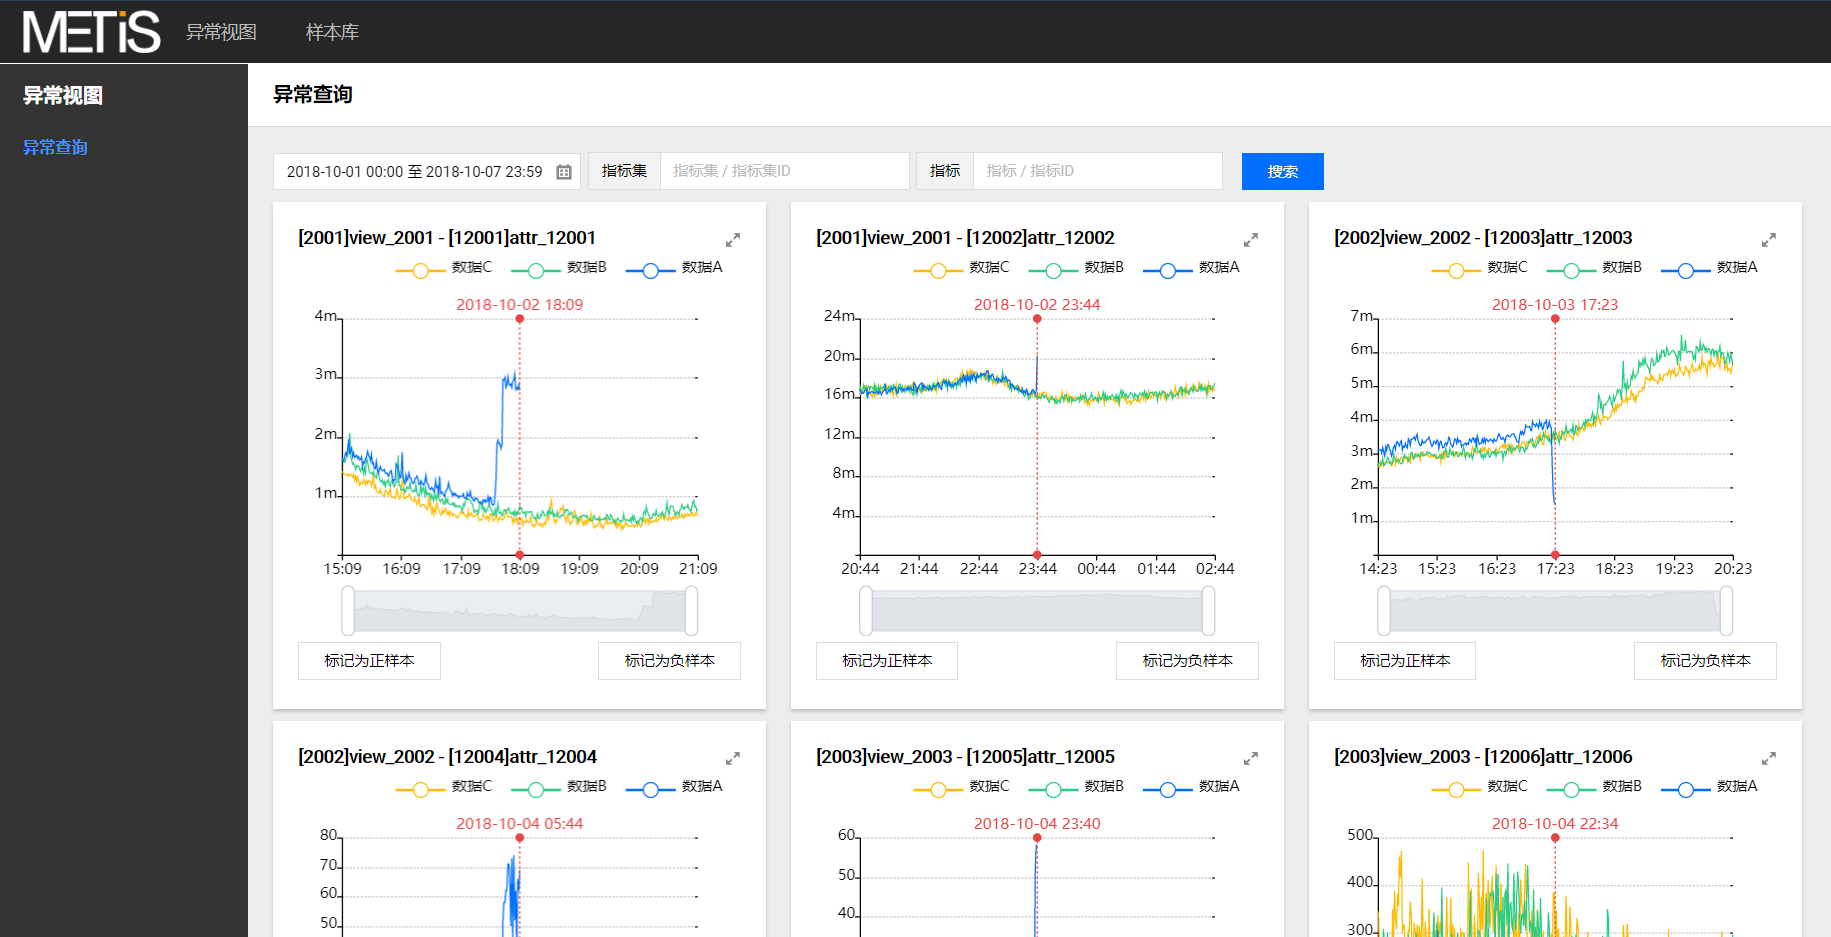 METiS 异常视图 样本库
异常视图
异常查询
异常查询
2018-10-01 00:00 至 2018-10-07 23:59 指标集 指标集 / 指标集ID 指标 指标 / 指标ID 搜索
[2001]view_2001 - [12001]attr_12001
数据C 数据B 数据A
2018-10-02 18:09
4m
3m
2m
1m
15:09 16:09 17:09 18:09 19:09 20:09 21:09
标记为正样本 标记为负样本
[2001]view_2001 - [12002]attr_12002
数据C 数据B 数据A
2018-10-02 23:44
24m
20m
16m
12m
8m
4m
20:44 21:44 22:44 23:44 00:44 01:44 02:44
标记为正样本 标记为负样本
[2002]view_2002 - [12003]attr_12003
数据C 数据B 数据A
2018-10-03 17:23
7m
6m
5m
4m
3m
2m
1m
14:23 15:23 16:23 17:23 18:23 19:23 20:23
标记为正样本 标记为负样本
[2002]view_2002 - [12004]attr_12004
数据C 数据B 数据A
2018-10-04 05:44
80
70
60
50
[2003]view_2003 - [12005]attr_12005
数据C 数据B 数据A
2018-10-04 23:40
60
50
40
[2003]view_2003 - [12006]attr_12006
数据C 数据B 数据A
2018-10-04 22:34
500
400
300